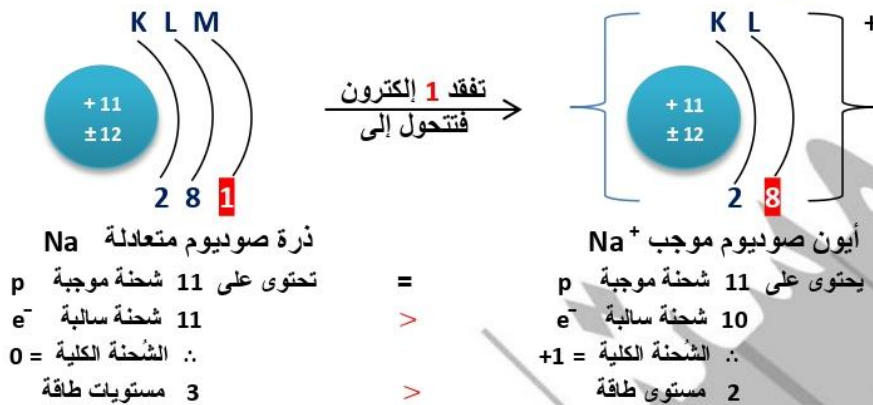 K L M
K L +
+ 11
± 12
تفقد 1 إلكترون
فتتحول إلى
+ 11
± 12
2 8 1
2 8
ذرة صوديوم متعادلة Na
أيون صوديوم موجب Na⁺
تحتوى على 11 شحنة موجبة p
=
يحتوى على 11 شحنة موجبة p
11 شحنة سالبة e⁻
>
10 شحنة سالبة e⁻
∴ الشُحنة الكلية = 0
∴ الشُحنة الكلية = 1+
3 مستويات طاقة
>
2 مستوى طاقة